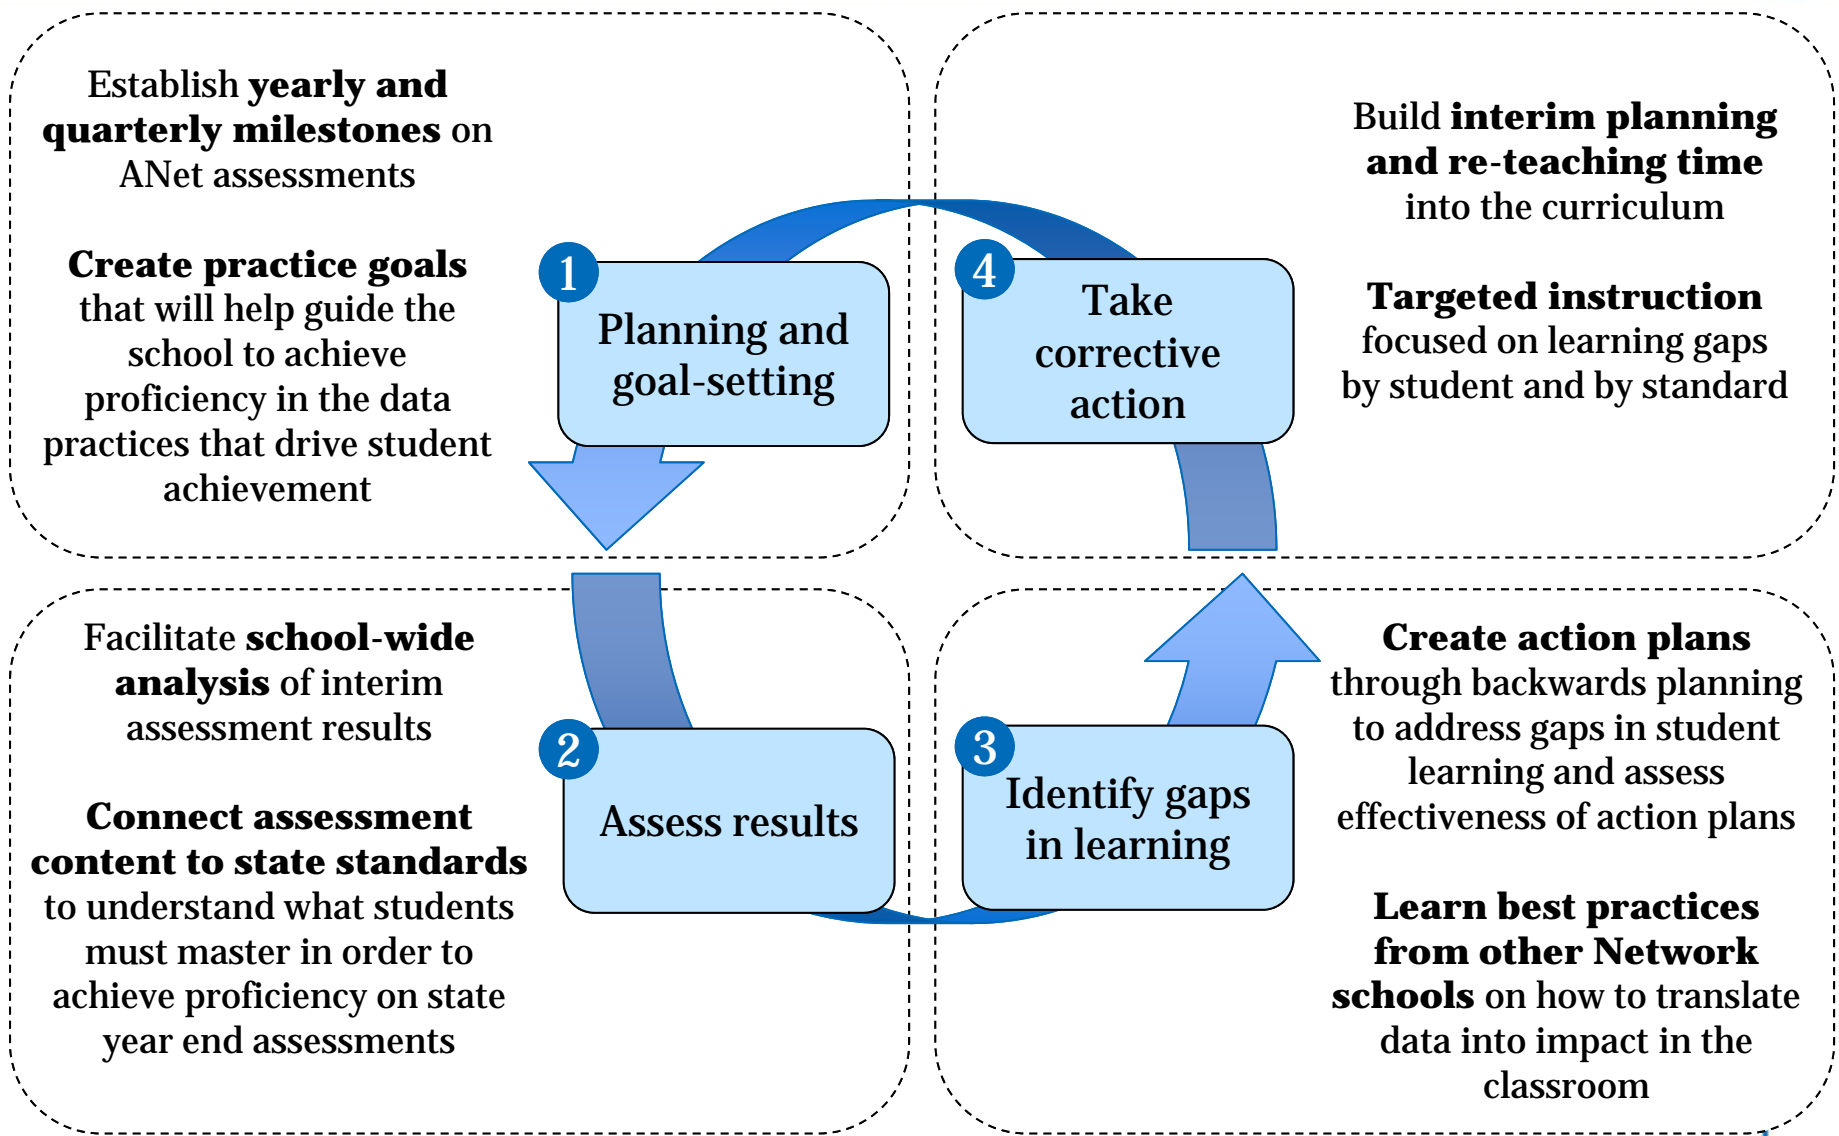 Establish yearly and
quarterly milestones on
ANet assessments
Create practice goals
that will help guide the
school to achieve
proficiency in the data
practices that drive student
achievement
1
Planning and
goal-setting
4
Take
corrective
action
Build interim planning
and re-teaching time
into the curriculum
Targeted instruction
focused on learning gaps
by student and by standard
Facilitate school-wide
analysis of interim
assessment results
Connect assessment
content to state standards
to understand what students
must master in order to
achieve proficiency on state
year end assessments
2
Assess results
3
Identify gaps
in learning
Create action plans
through backwards planning
to address gaps in student
learning and assess
effectiveness of action plans
Learn best practices
from other Network
schools on how to translate
data into impact in the
classroom